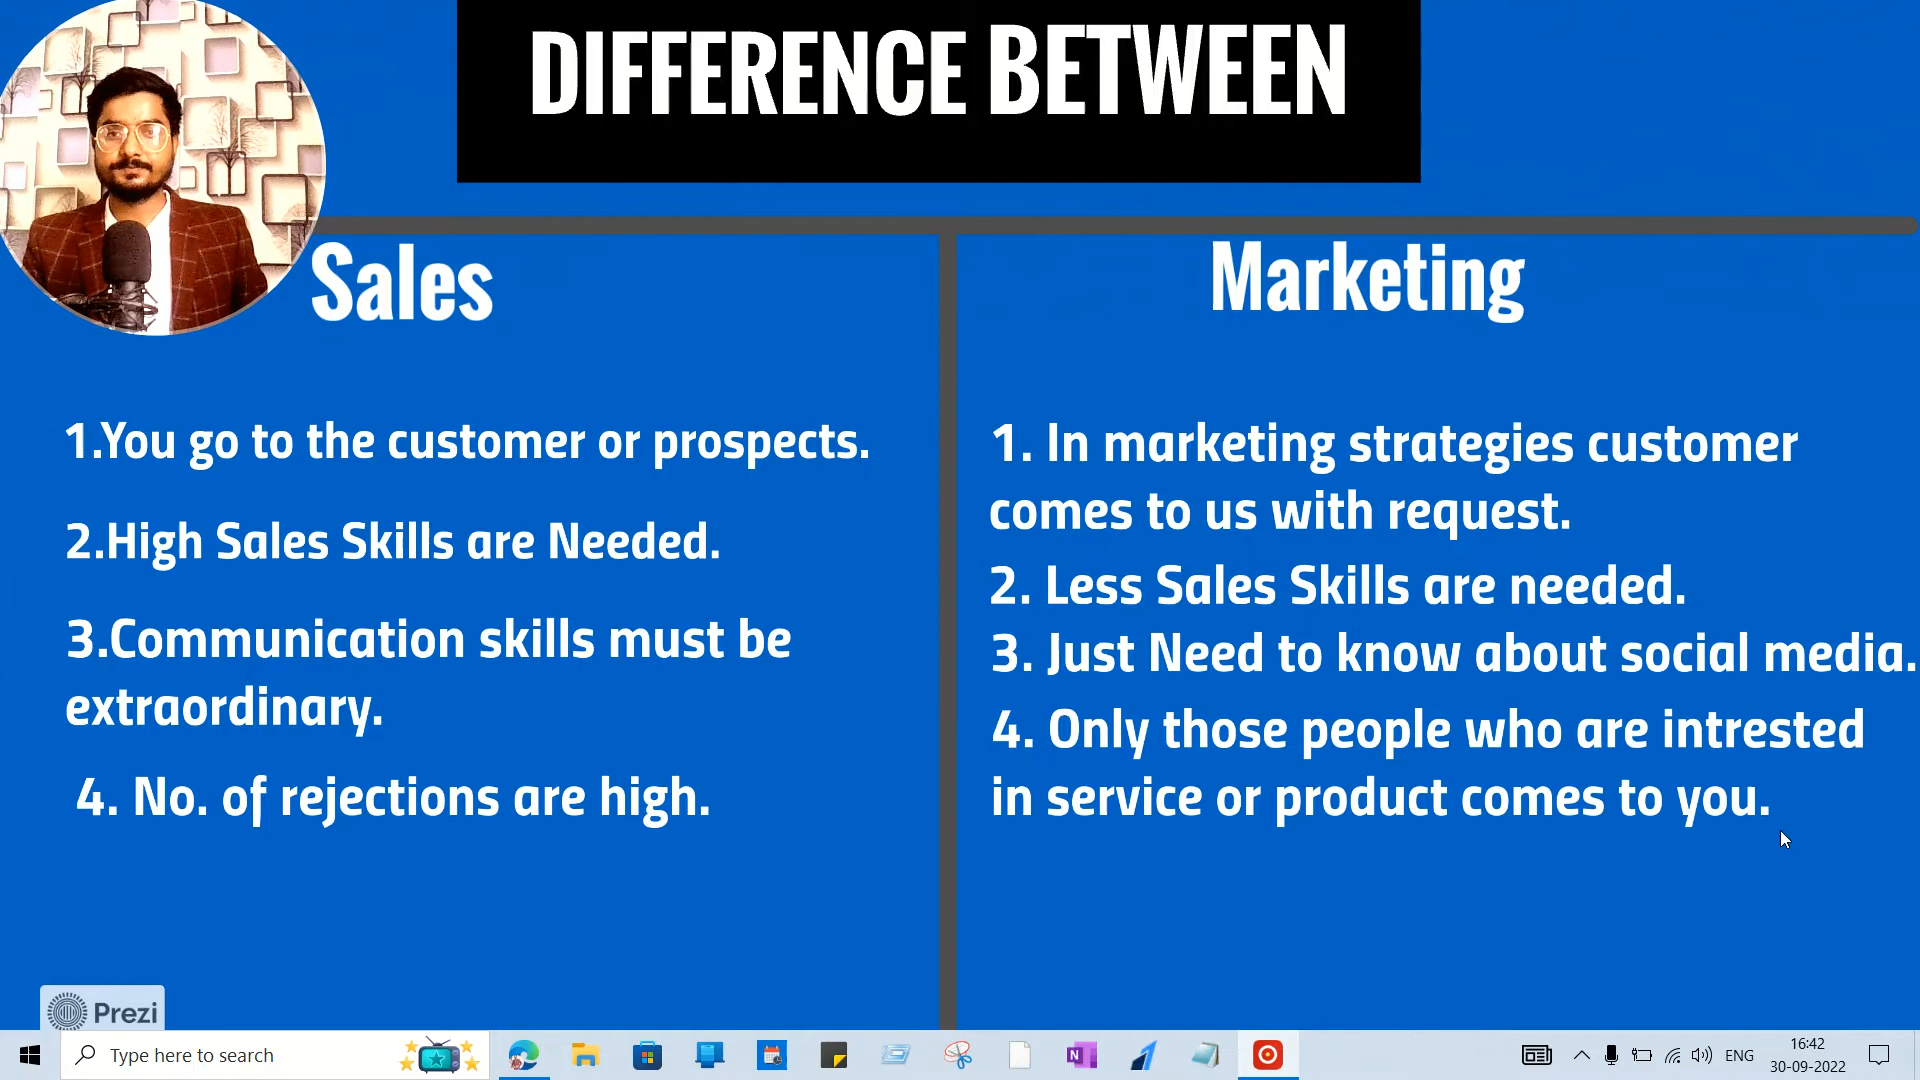 DIFFERENCE BETWEEN
Sales
1.You go to the customer or prospects.
2.High Sales Skills are Needed.
3.Communication skills must be
extraordinary.
4. No. of rejections are high.
Marketing
1. In marketing strategies customer
comes to us with request.
2. Less Sales Skills are needed.
3. Just Need to know about social media.
4. Only those people who are intrested
in service or product comes to you.
Prezi
Type here to search
N
ENG
16:42
30-09-2022